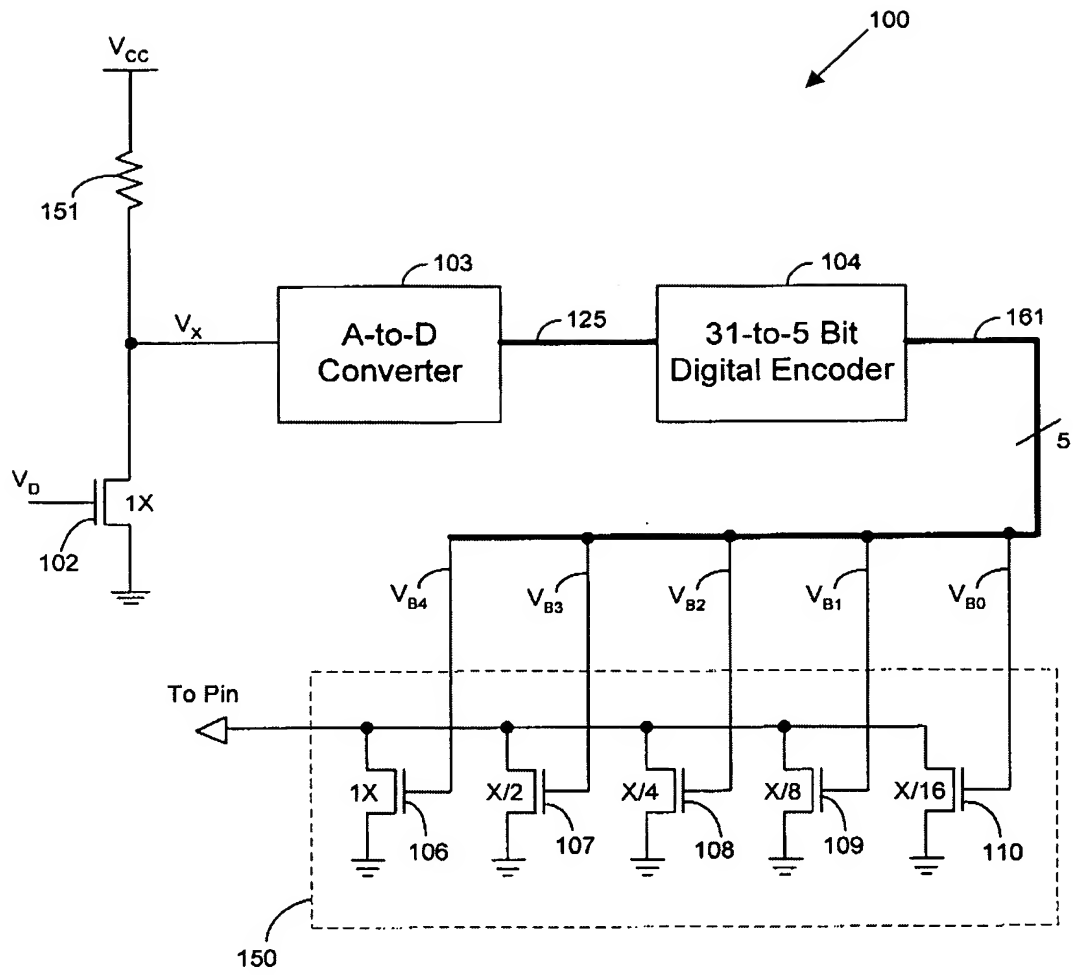 100
V_CC
151
103
104
A-to-D
Converter
125
31-to-5 Bit
Digital Encoder
161
V_X
5
V_D
1X
102
V_B4
V_B3
V_B2
V_B1
V_B0
To Pin
1X
X/2
X/4
X/8
X/16
106
107
108
109
110
150